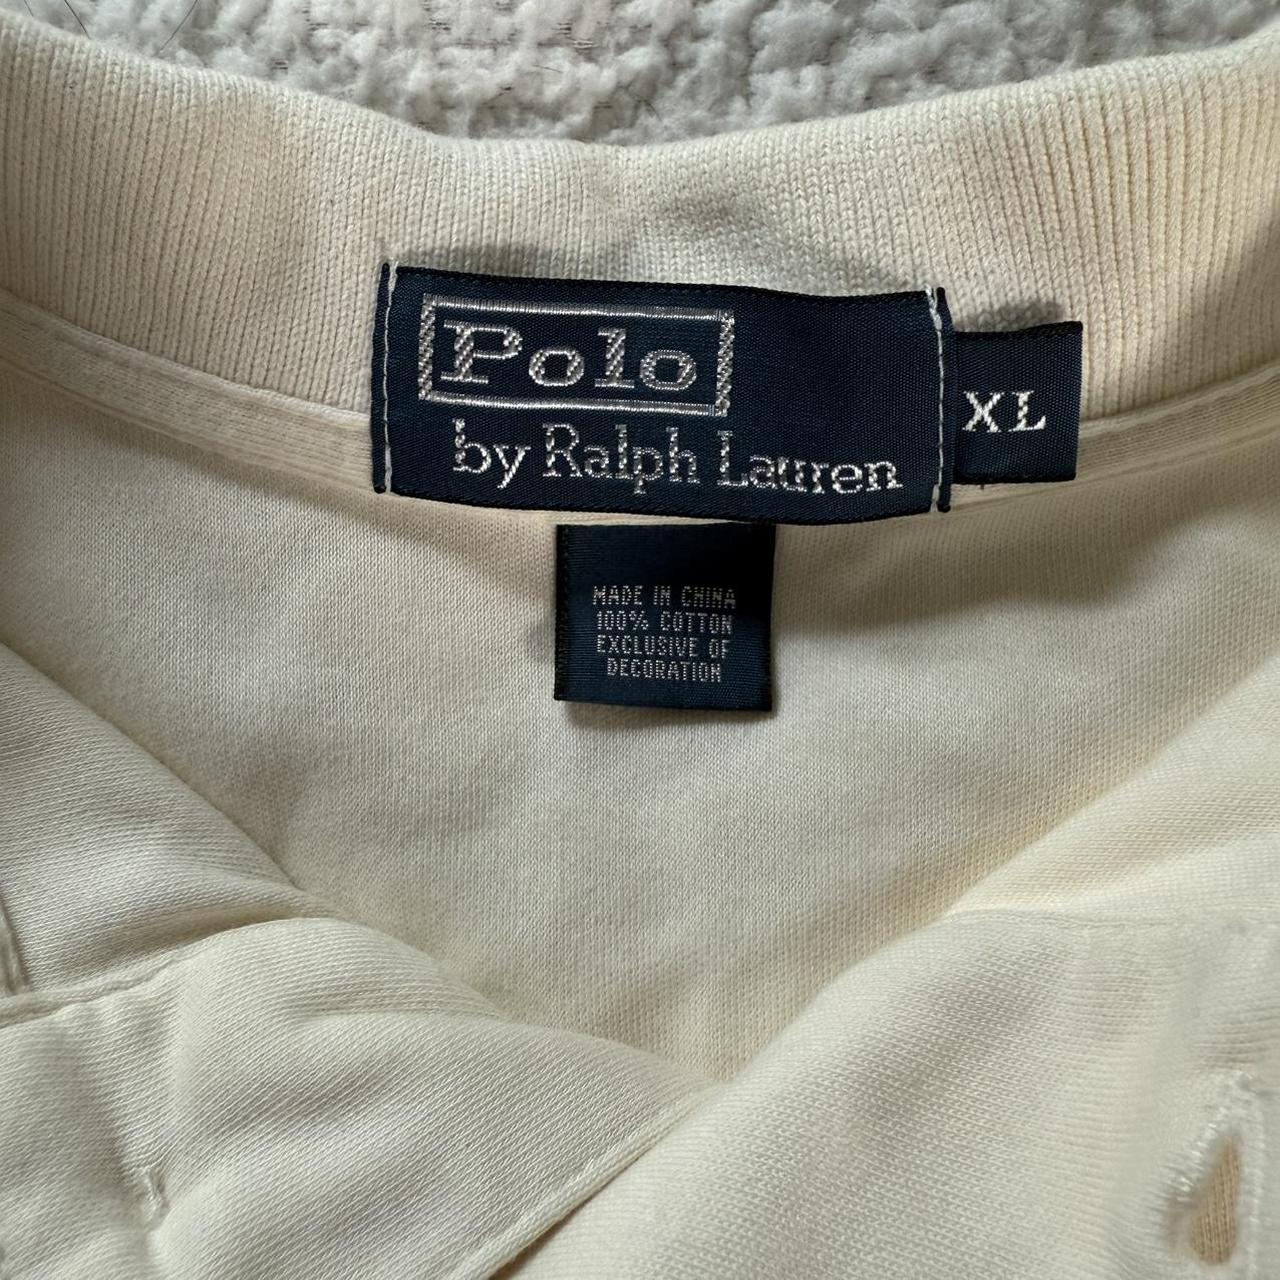 Polo
by Ralph Lauren
XL
MADE IN CHINA
100% COTTON
EXCLUSIVE OF
DECORATION